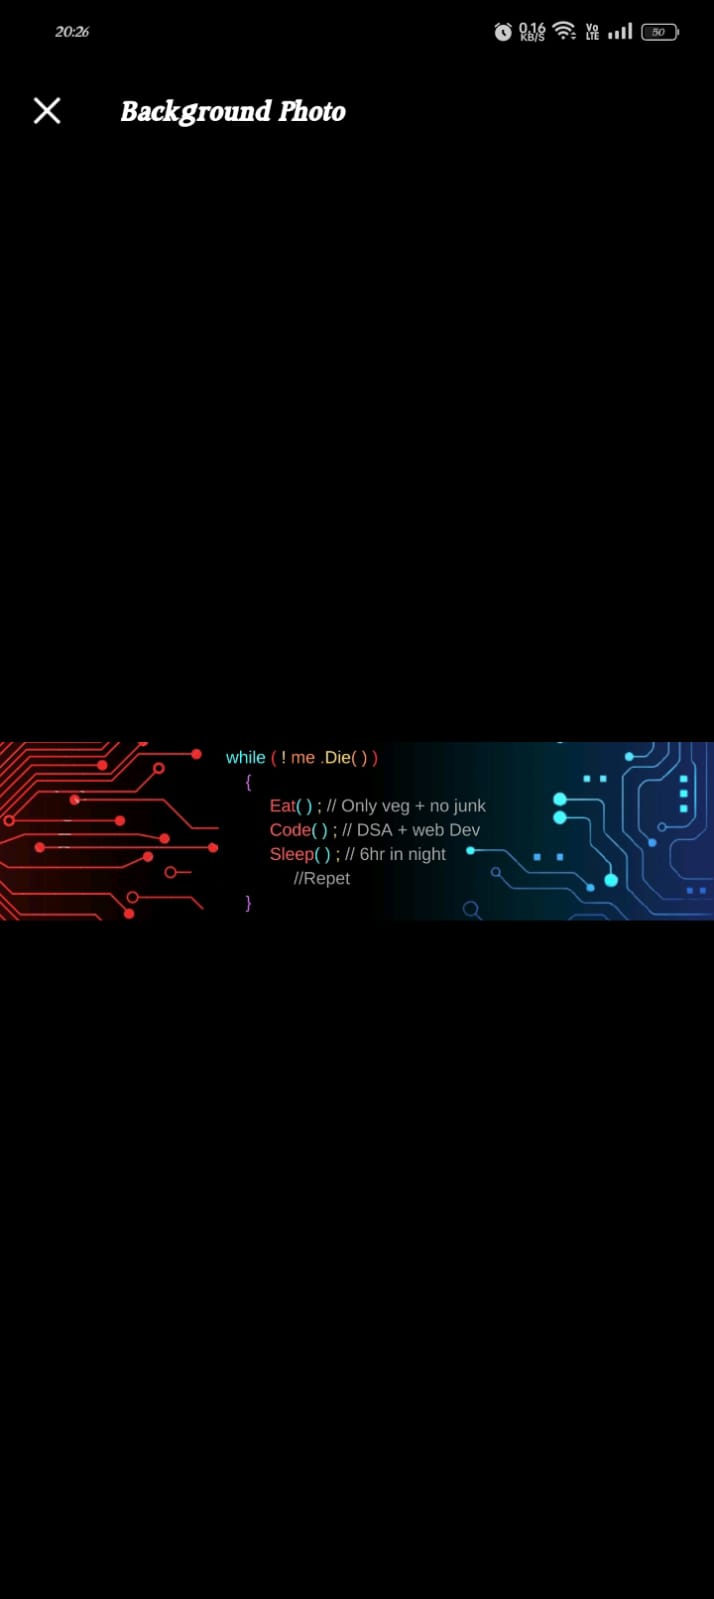 20:26
0.16
KB/S
Vo
LTE
50
Background Photo
while ( ! me .Die( ) )
{
Eat( ) ; // Only veg + no junk
Code( ) ; // DSA + web Dev
Sleep( ) ; // 6hr in night
//Repet
}